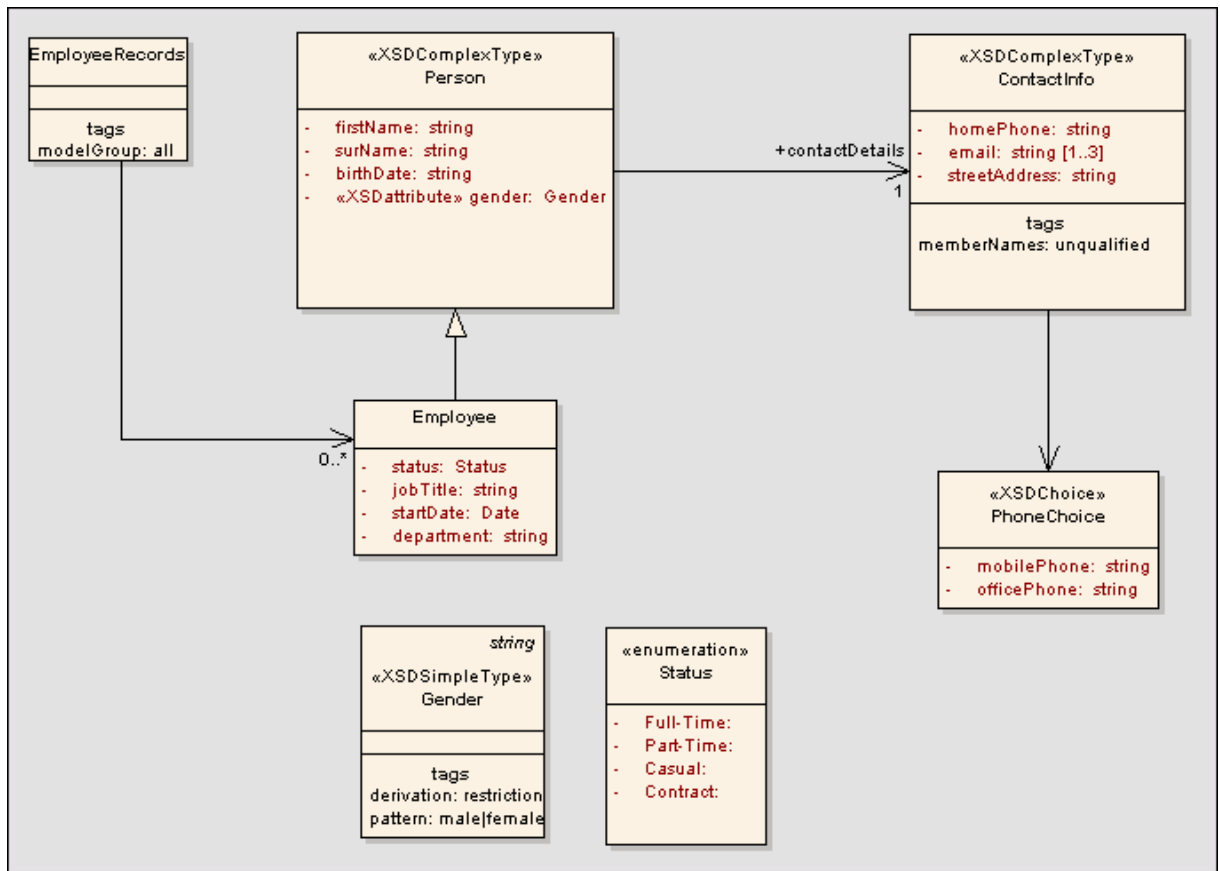 EmployeeRecords
tags
modelGroup: all
«XSDComplexType»
Person
- firstName: string
- surName: string
- birthDate: string
- «XSDattribute» gender: Gender
+contactDetails
1
«XSDComplexType»
ContactInfo
- homePhone: string
- email: string [1..3]
- streetAddress: string
tags
memberNames: unqualified
0..*
Employee
- status: Status
- jobTitle: string
- startDate: Date
- department: string
«XSDChoice»
PhoneChoice
- mobilePhone: string
- officePhone: string
string
«XSDSimpleType»
Gender
tags
derivation: restriction
pattern: male|female
«enumeration»
Status
- Full-Time:
- Part-Time:
- Casual:
- Contract: